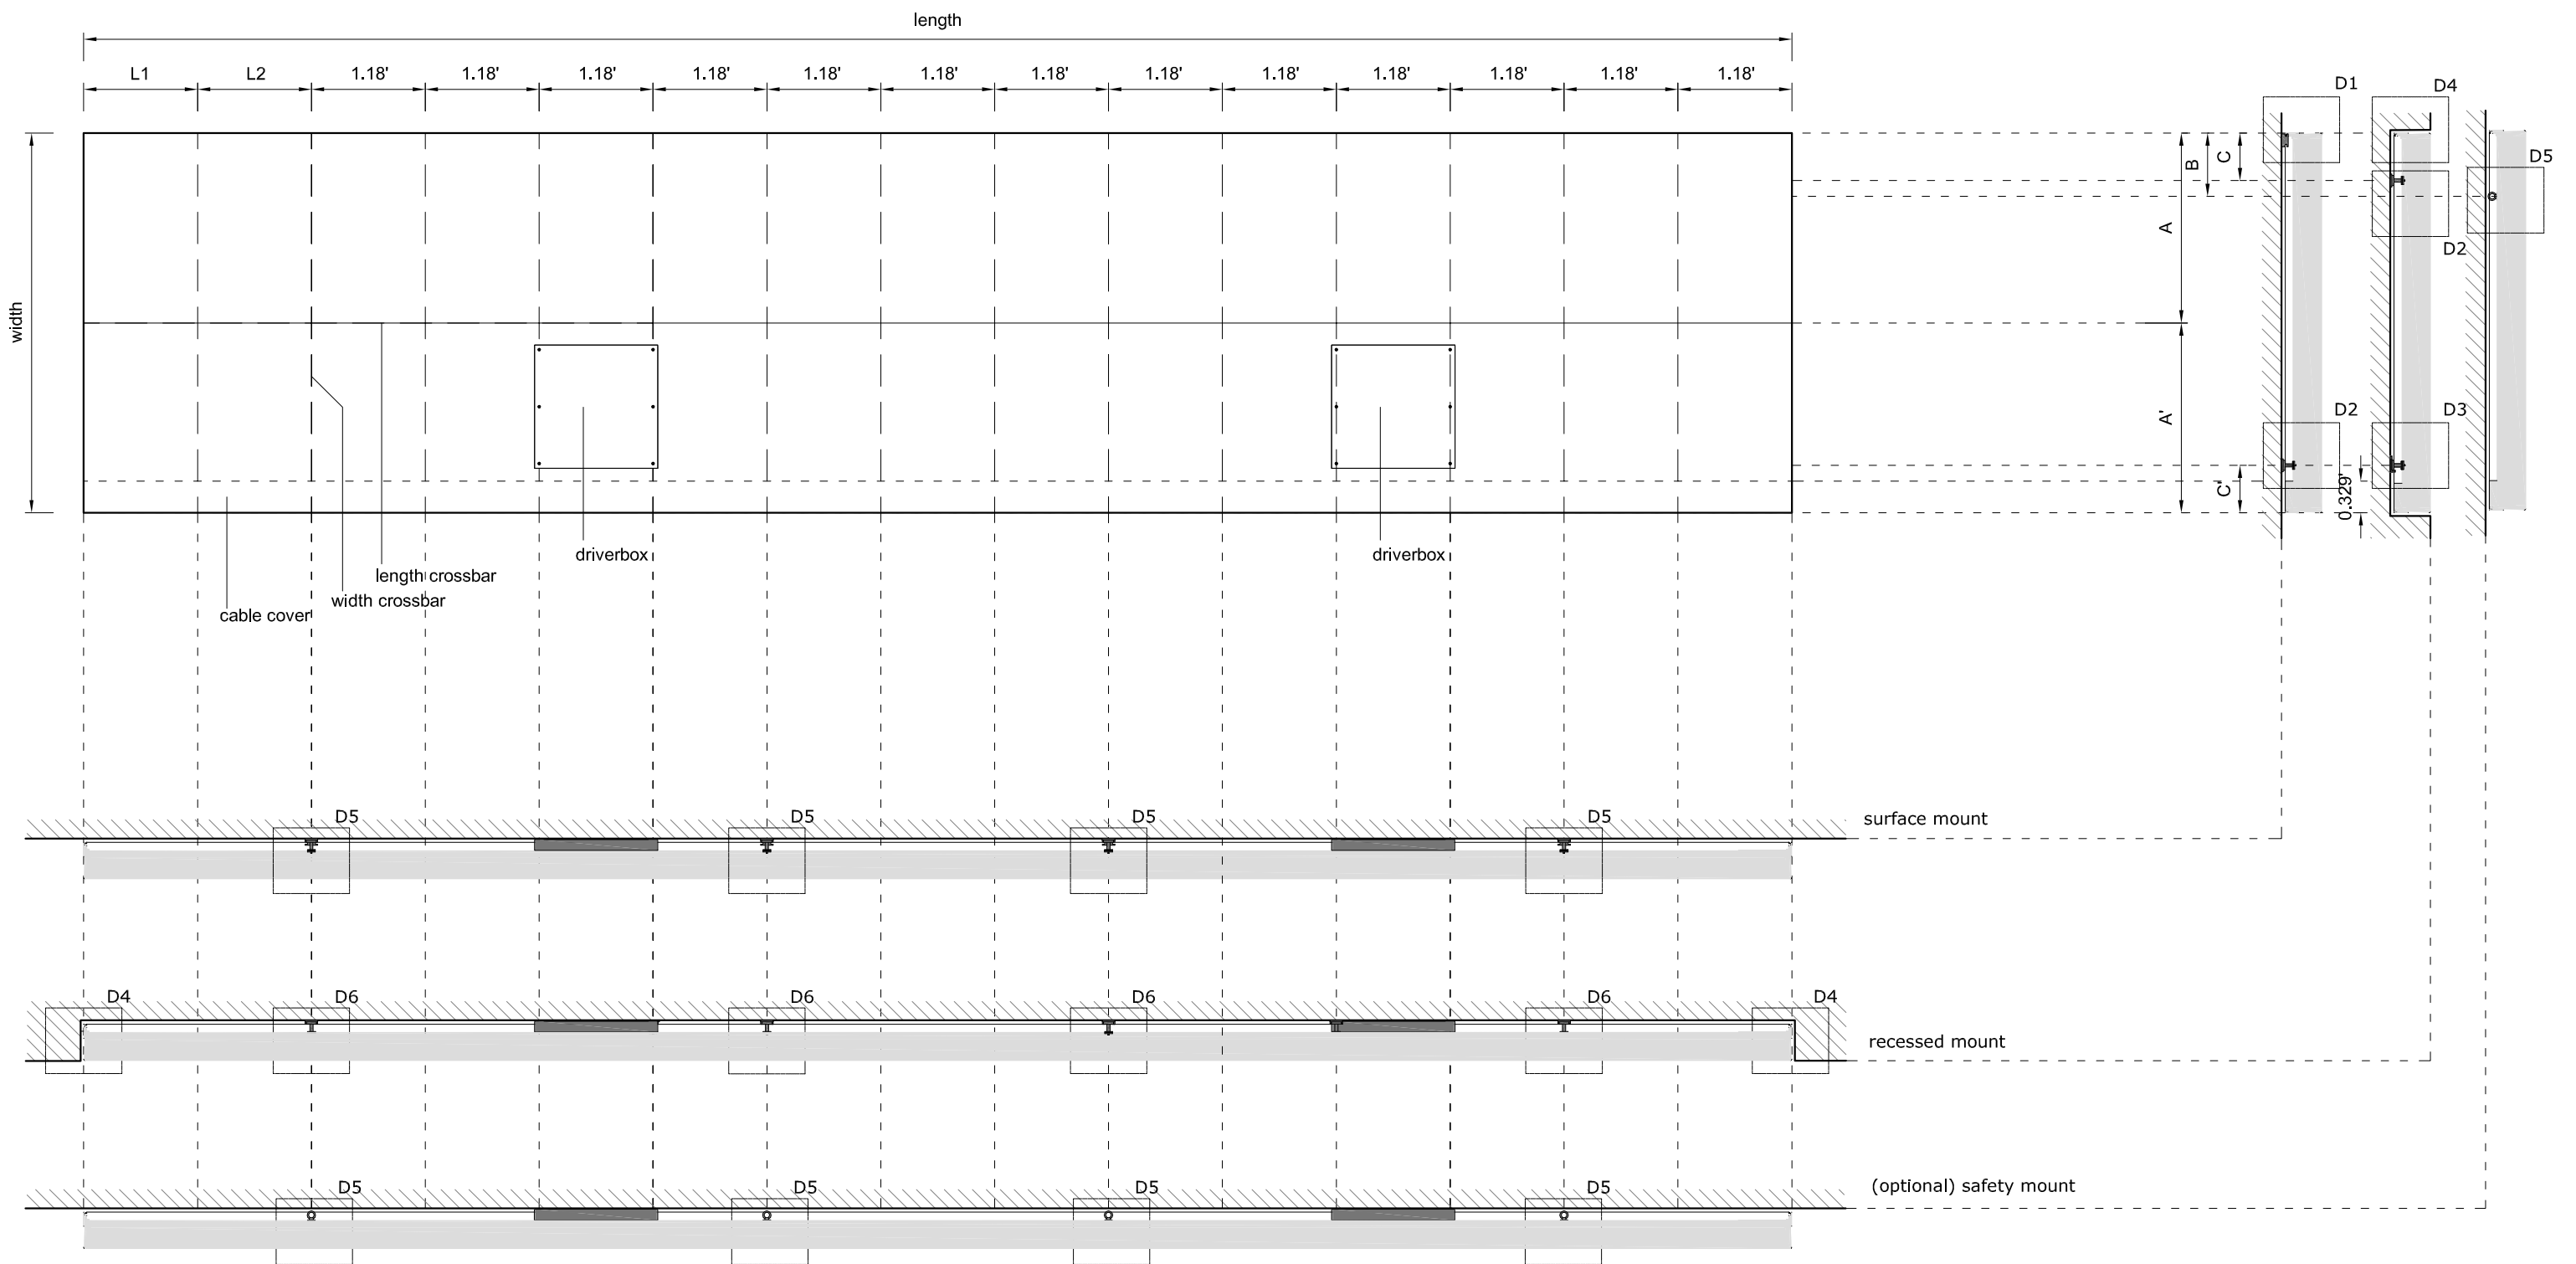 length
L1 L2 1.18' 1.18' 1.18' 1.18' 1.18' 1.18' 1.18' 1.18' 1.18' 1.18' 1.18' 1.18' 1.18'
D1 D4
D5
B C
A
width
D2
A'
D2 D3
C'
0.329'
driverbox driverbox
length crossbar
width crossbar
cable cover
D5 D5 D5 D5
surface mount
D4 D6 D6 D6 D6 D4
recessed mount
D5 D5 D5 D5
(optional) safety mount